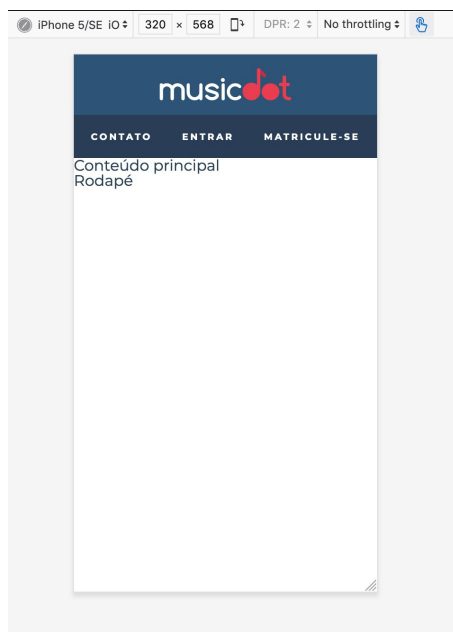 iPhone 5/SE iO 320 × 568 DPR: 2 No throttling
musicdot
CONTATO ENTRAR MATRICULE-SE
Conteúdo principal
Rodapé